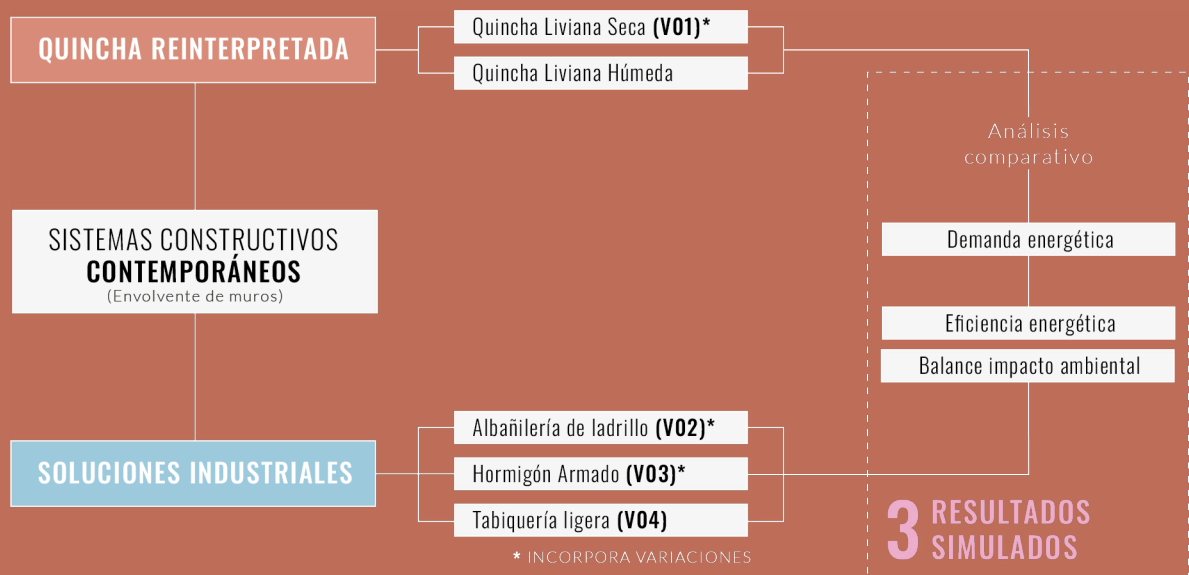 QUINCHA REINTERPRETADA
Quincha Liviana Seca (V01)*
Quincha Liviana Húmeda
SISTEMAS CONSTRUCTIVOS
CONTEMPORÁNEOS
(Envolvente de muros)
SOLUCIONES INDUSTRIALES
Albañilería de ladrillo (V02)*
Hormigón Armado (V03)*
Tabiquería ligera (V04)
* INCORPORA VARIACIONES
Análisis
comparativo
Demanda energética
Eficiencia energética
Balance impacto ambiental
3 RESULTADOS
SIMULADOS